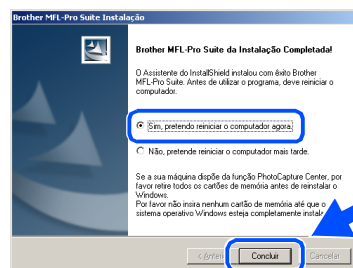 Brother MFL-Pro Suite Instalação
Brother MFL-Pro Suite da Instalação Completada!
O Assistente do InstallShield instalou com êxito Brother
MFL-Pro Suite. Antes de utilizar o programa, deve reiniciar o
computador.
Sim, pretendo reiniciar o computador agora.
Não, pretende reiniciar o computador mais tarde.
Se a sua máquina dispõe da função PhotoCapture Center, por
favor retire todos os cartões de memória antes de reinstalar o
Windows.
Por favor não insira nenhum cartão de memória até que o
sistema operativo Windows esteja completamente
Concluir
Cancelar